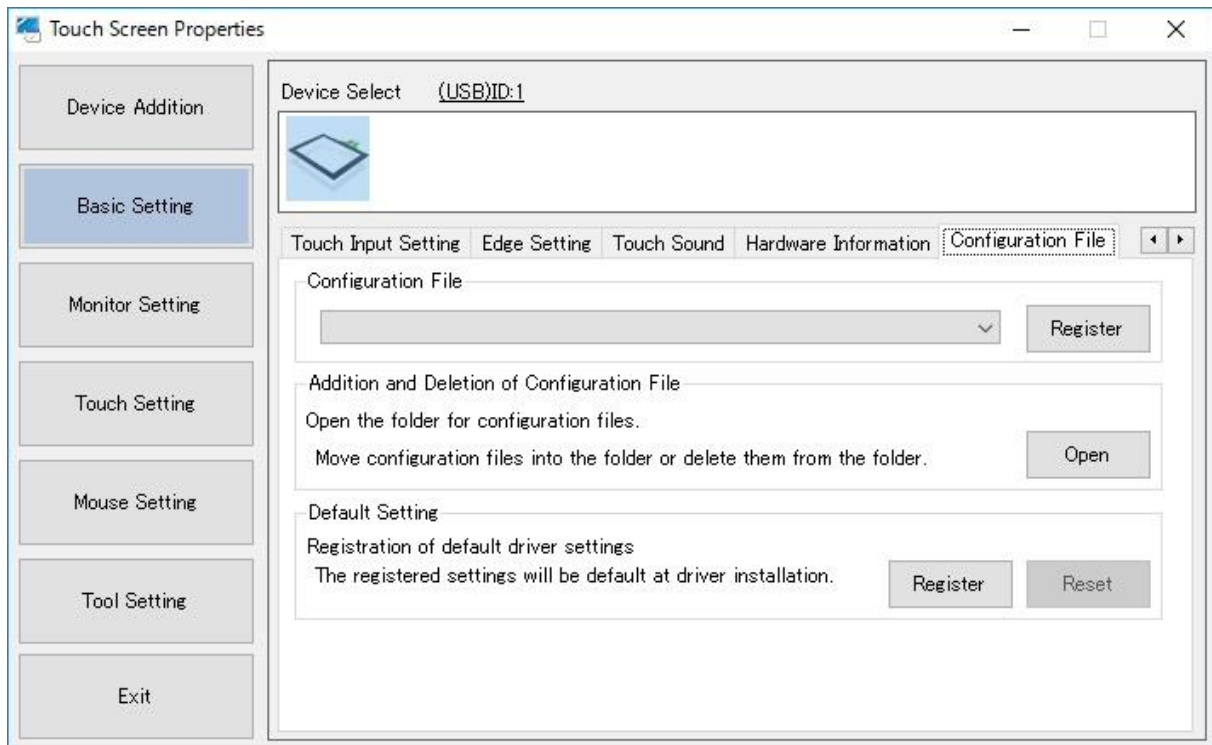 Touch Screen Properties
Device Addition
Basic Setting
Monitor Setting
Touch Setting
Mouse Setting
Tool Setting
Exit
Device Select (USB)ID:1
Touch Input Setting Edge Setting Touch Sound Hardware Information Configuration File
Configuration File
Register
Addition and Deletion of Configuration File
Open the folder for configuration files.
Move configuration files into the folder or delete them from the folder.
Open
Default Setting
Registration of default driver settings
The registered settings will be default at driver installation.
Register Reset